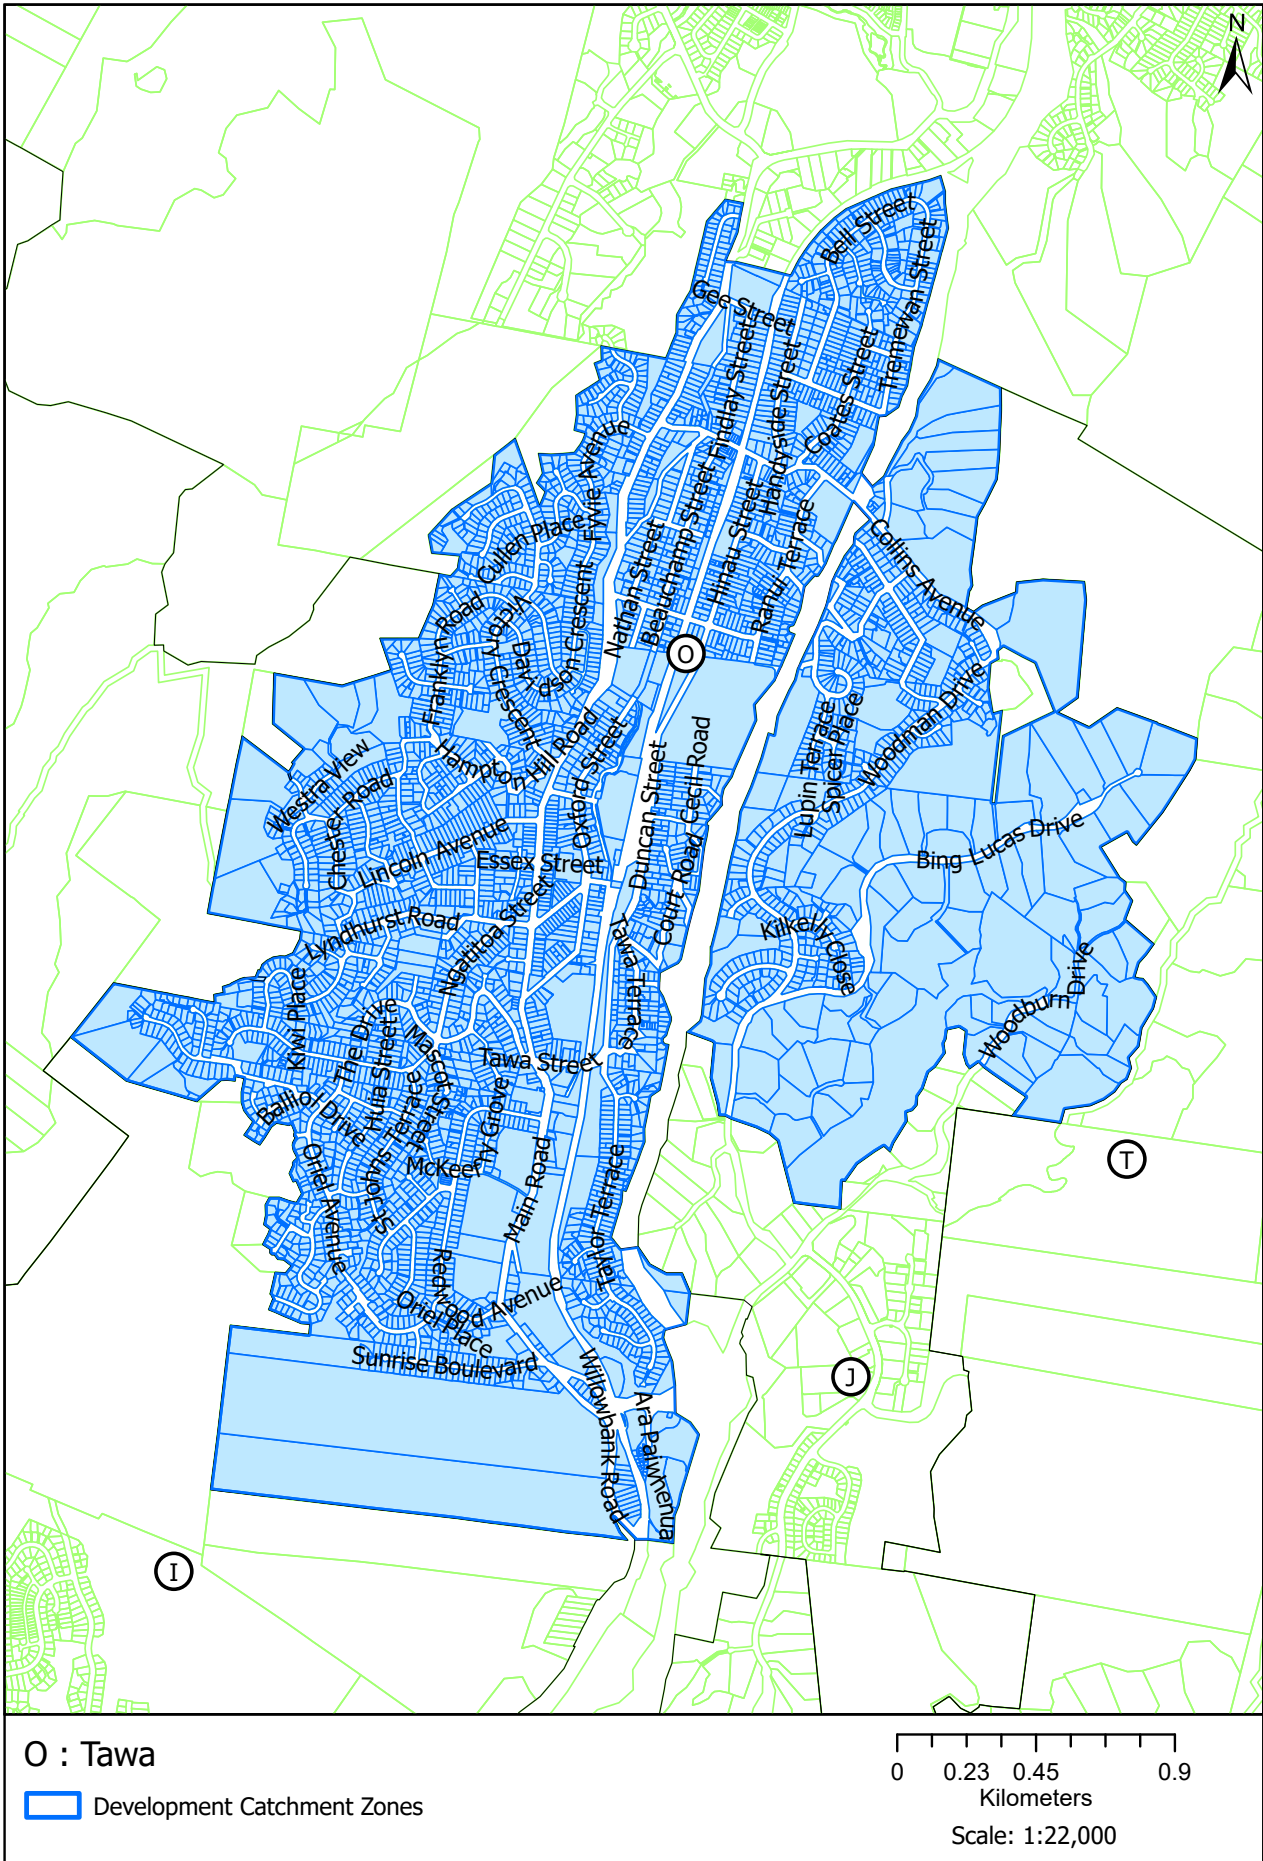 N
Bell Street
Tremewan Street
Gee Street
Findlay Street
Handyside Street
Coates Street
Fyvie Avenue
Cullen Place
Nathan Street
Beauchamp Street
Hinau Street
Ranui Terrace
Collins Avenue
Franklyn Road
Victory Crescent
Davidson Crescent
O
Woodman Drive
Lupin Terrace
Spicer Place
Westra View
Chester Road
Hampton Hill Road
Oxford Street
Duncan Street
Cecil Road
Lincoln Avenue
Essex Street
Court Road
Bing Lucas Drive
Lyndhurst Road
Ngatitoa Street
Tawa Terrace
Kilkelly Close
Woodburn Drive
Kiwi Place
The Drive
Huia Street
Mascot Street
Tawa Street
Balliol Drive
St Johns Terrace
McKeefry Grove
Main Road
Oriel Avenue
Taylor Terrace
T
Redwood Avenue
Oriel Place
Sunrise Boulevard
Willowbank Road
Ara Paiwhenua
J
I
O : Tawa
Development Catchment Zones
0 0.23 0.45 0.9
Kilometers
Scale: 1:22,000